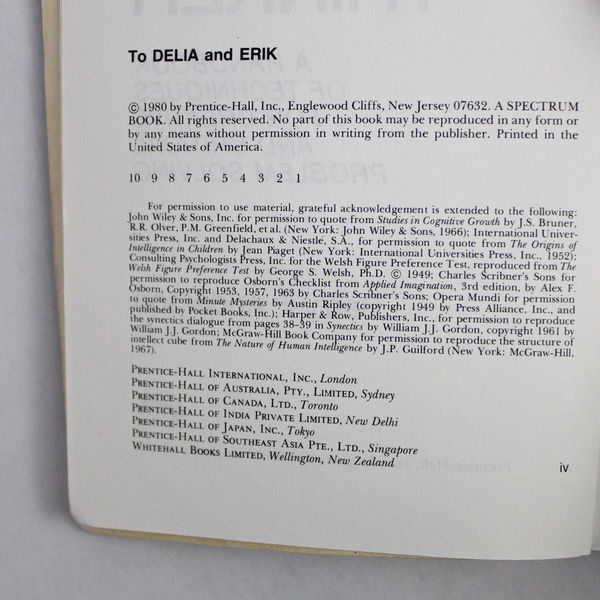 To DELIA and ERIK
© 1980 by Prentice-Hall, Inc., Englewood Cliffs, New Jersey 07632. A SPECTRUM
BOOK. All rights reserved. No part of this book may be reproduced in any form or
by any means without permission in writing from the publisher. Printed in the
United States of America.
10 9 8 7 6 5 4 3 2 1
For permission to use material, grateful acknowledgement is extended to the following:
John Wiley & Sons, Inc. for permission to quote from Studies in Cognitive Growth by J.S. Bruner,
R.R. Olver, P.M. Greenfield, et al. (New York: John Wiley & Sons, 1966); International Univer-
sities Press, Inc. and Delachaux & Niestlé, S.A., for permission to quote from The Origins of
Intelligence in Children by Jean Piaget (New York: International Universities Press, Inc., 1952);
Consulting Psychologists Press, Inc. for the Welsh Figure Preference Test, reproduced from The
Welsh Figure Preference Test by George S. Welsh, Ph.D. © 1949; Charles Scribner's Sons for
permission to reproduce Osborn's Checklist from Applied Imagination, 3rd edition, by Alex F.
Osborn, Copyright 1953, 1957, 1963 by Charles Scribner's Sons; Opera Mundi for permission
to quote from Minute Mysteries by Austin Ripley (copyright 1949 by Press Alliance, Inc., and
published by Pocket Books, Inc.); Harper & Row, Publishers, Inc., for permission to reproduce
the synectics dialogue from pages 38–39 in Synectics by William J.J. Gordon, copyright 1961 by
William J.J. Gordon; McGraw-Hill Book Company for permission to reproduce the structure of
intellect cube from The Nature of Human Intelligence by J.P. Guilford (New York: McGraw-Hill,
1967).
PRENTICE-HALL INTERNATIONAL, INC., London
PRENTICE-HALL OF AUSTRALIA, PTY., LIMITED, Sydney
PRENTICE-HALL OF CANADA, LTD., Toronto
PRENTICE-HALL OF INDIA PRIVATE LIMITED, New Delhi
PRENTICE-HALL OF JAPAN, INC., Tokyo
PRENTICE-HALL OF SOUTHEAST ASIA PTE., LTD., Singapore
WHITEHALL BOOKS LIMITED, Wellington, New Zealand
iv